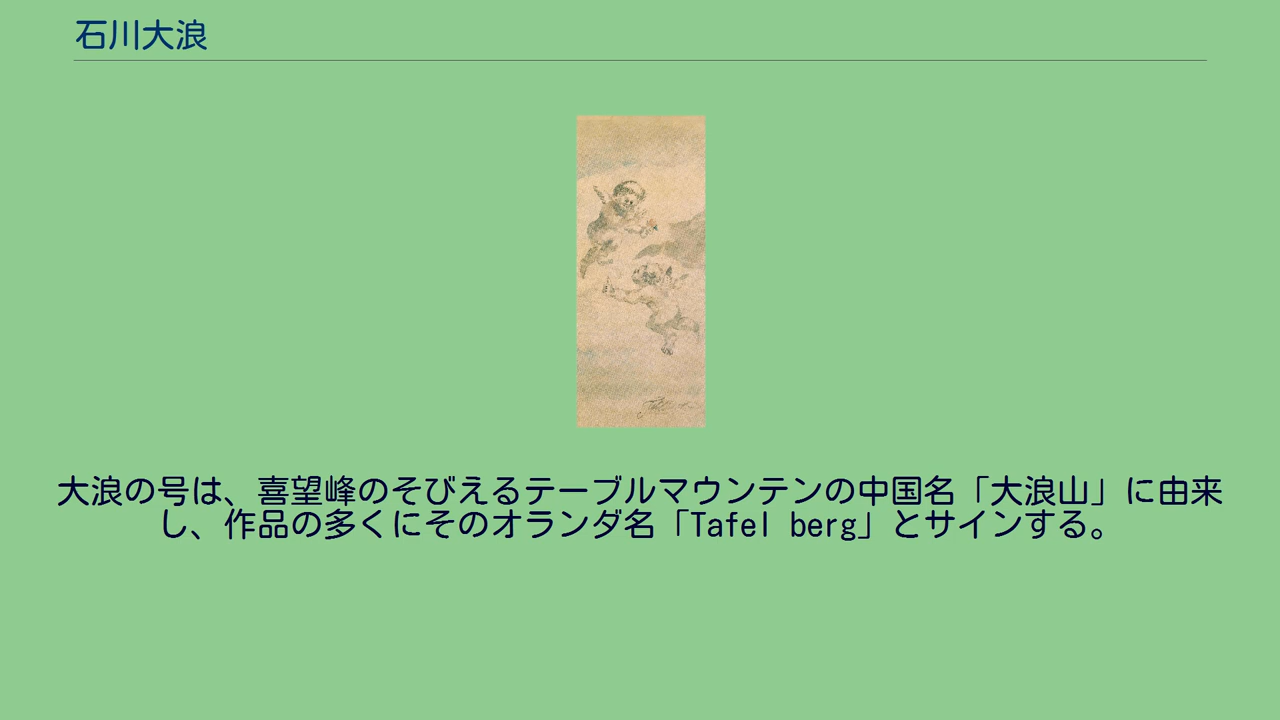 石川大浪
大浪の号は、喜望峰のそびえるテーブルマウンテンの中国名「大浪山」に由来
し、作品の多くにそのオランダ名「Tafel berg」とサインする。